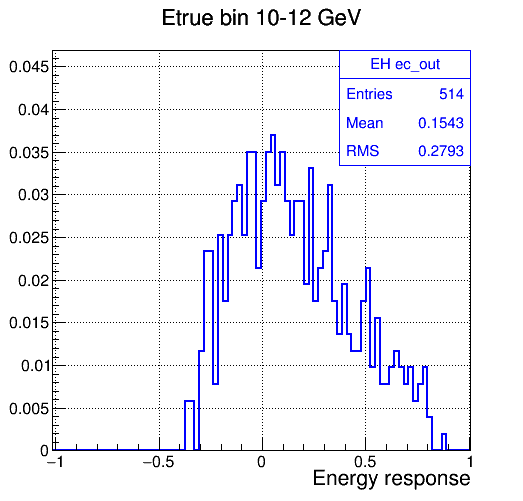 Etrue bin 10-12 GeV
EH ec_out
Entries 514
Mean 0.1543
RMS 0.2793
0.045
0.04
0.035
0.03
0.025
0.02
0.015
0.01
0.005
0
−1 −0.5 0 0.5 1
Energy response